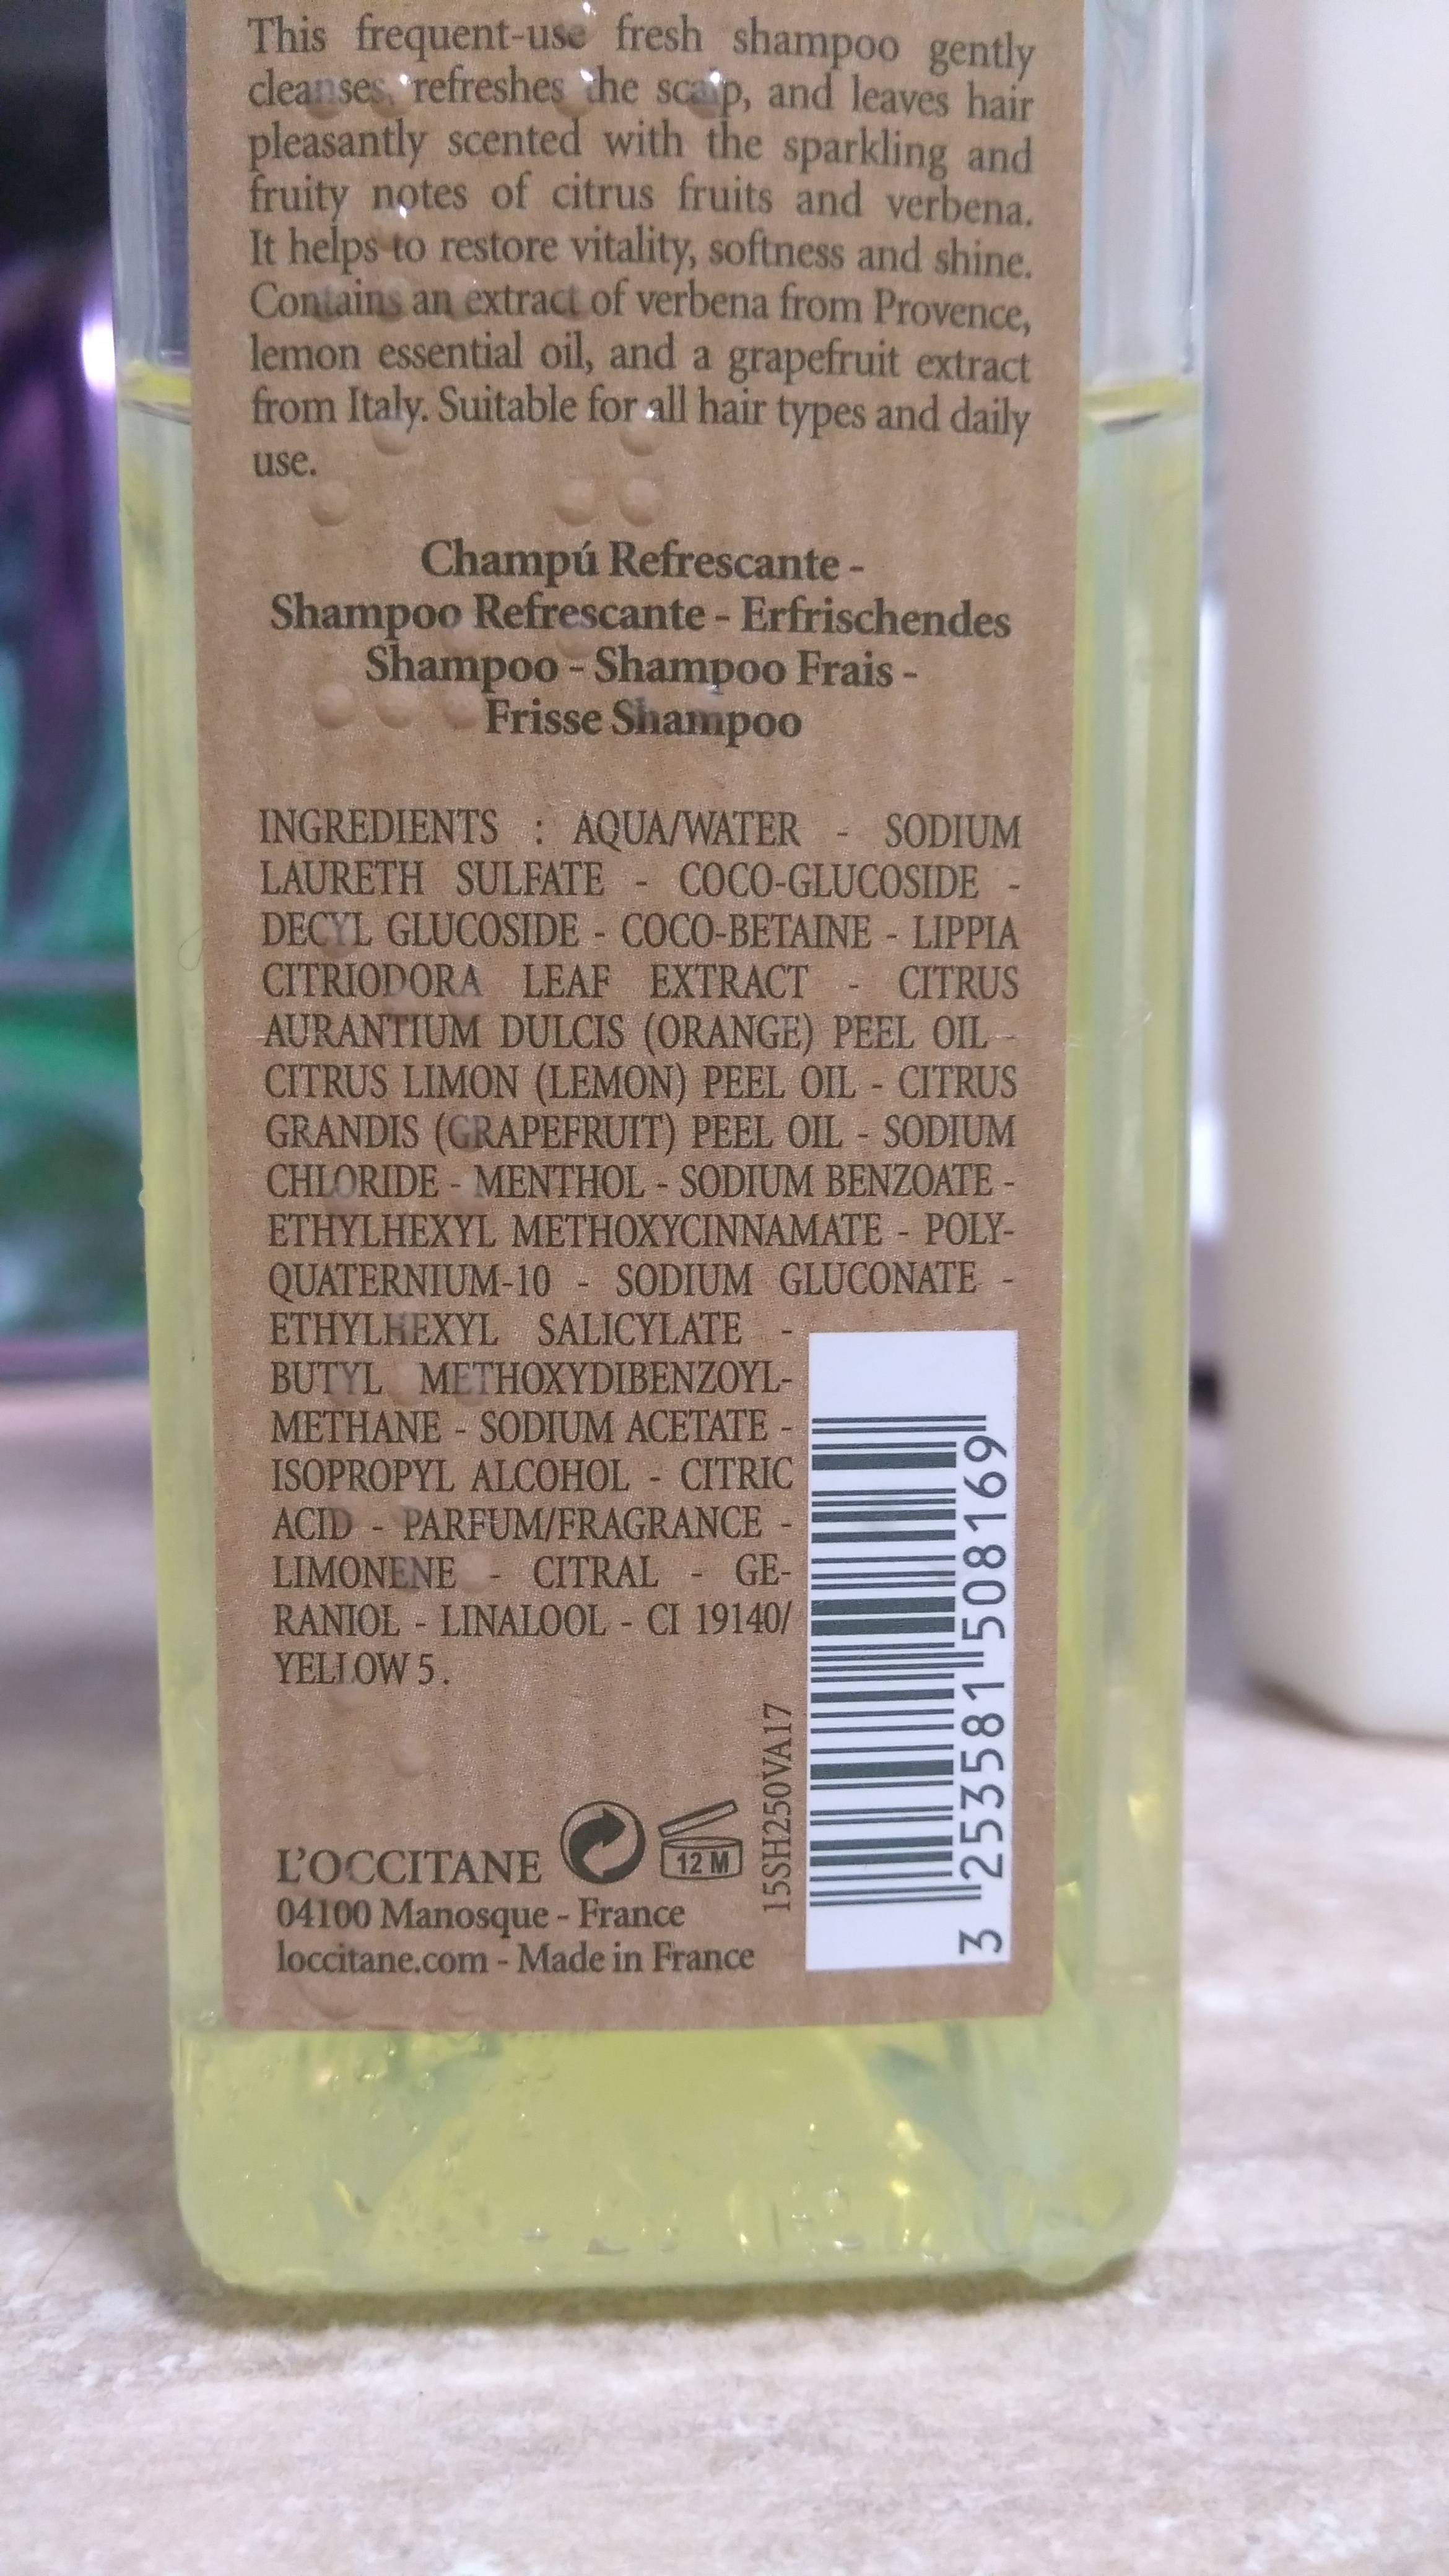 This frequent-use fresh shampoo gently
cleanses, refreshes the scalp, and leaves hair
pleasantly scented with the sparkling and
fruity notes of citrus fruits and verbena.
It helps to restore vitality, softness and shine.
Contains an extract of verbena from Provence,
lemon essential oil, and a grapefruit extract
from Italy. Suitable for all hair types and daily
use.
Champú Refrescante -
Shampoo Refrescante - Erfrischendes
Shampoo - Shampoo Frais -
Frisse Shampoo
INGREDIENTS : AQUA/WATER - SODIUM
LAURETH SULFATE - COCO-GLUCOSIDE -
DECYL GLUCOSIDE - COCO-BETAINE - LIPPIA
CITRIODORA LEAF EXTRACT - CITRUS
AURANTIUM DULCIS (ORANGE) PEEL OIL -
CITRUS LIMON (LEMON) PEEL OIL - CITRUS
GRANDIS (GRAPEFRUIT) PEEL OIL - SODIUM
CHLORIDE - MENTHOL - SODIUM BENZOATE -
ETHYLHEXYL METHOXYCINNAMATE - POLY-
QUATERNIUM-10 - SODIUM GLUCONATE -
ETHYLHEXYL SALICYLATE -
BUTYL METHOXYDIBENZOYL-
METHANE - SODIUM ACETATE -
ISOPROPYL ALCOHOL - CITRIC
ACID - PARFUM/FRAGRANCE -
LIMONENE - CITRAL - GE-
RANIOL - LINALOOL - CI 19140/
YELLOW 5.
L'OCCITANE
12 M
04100 Manosque - France
loccitane.com - Made in France
15SH250VA17
3 253581 508169